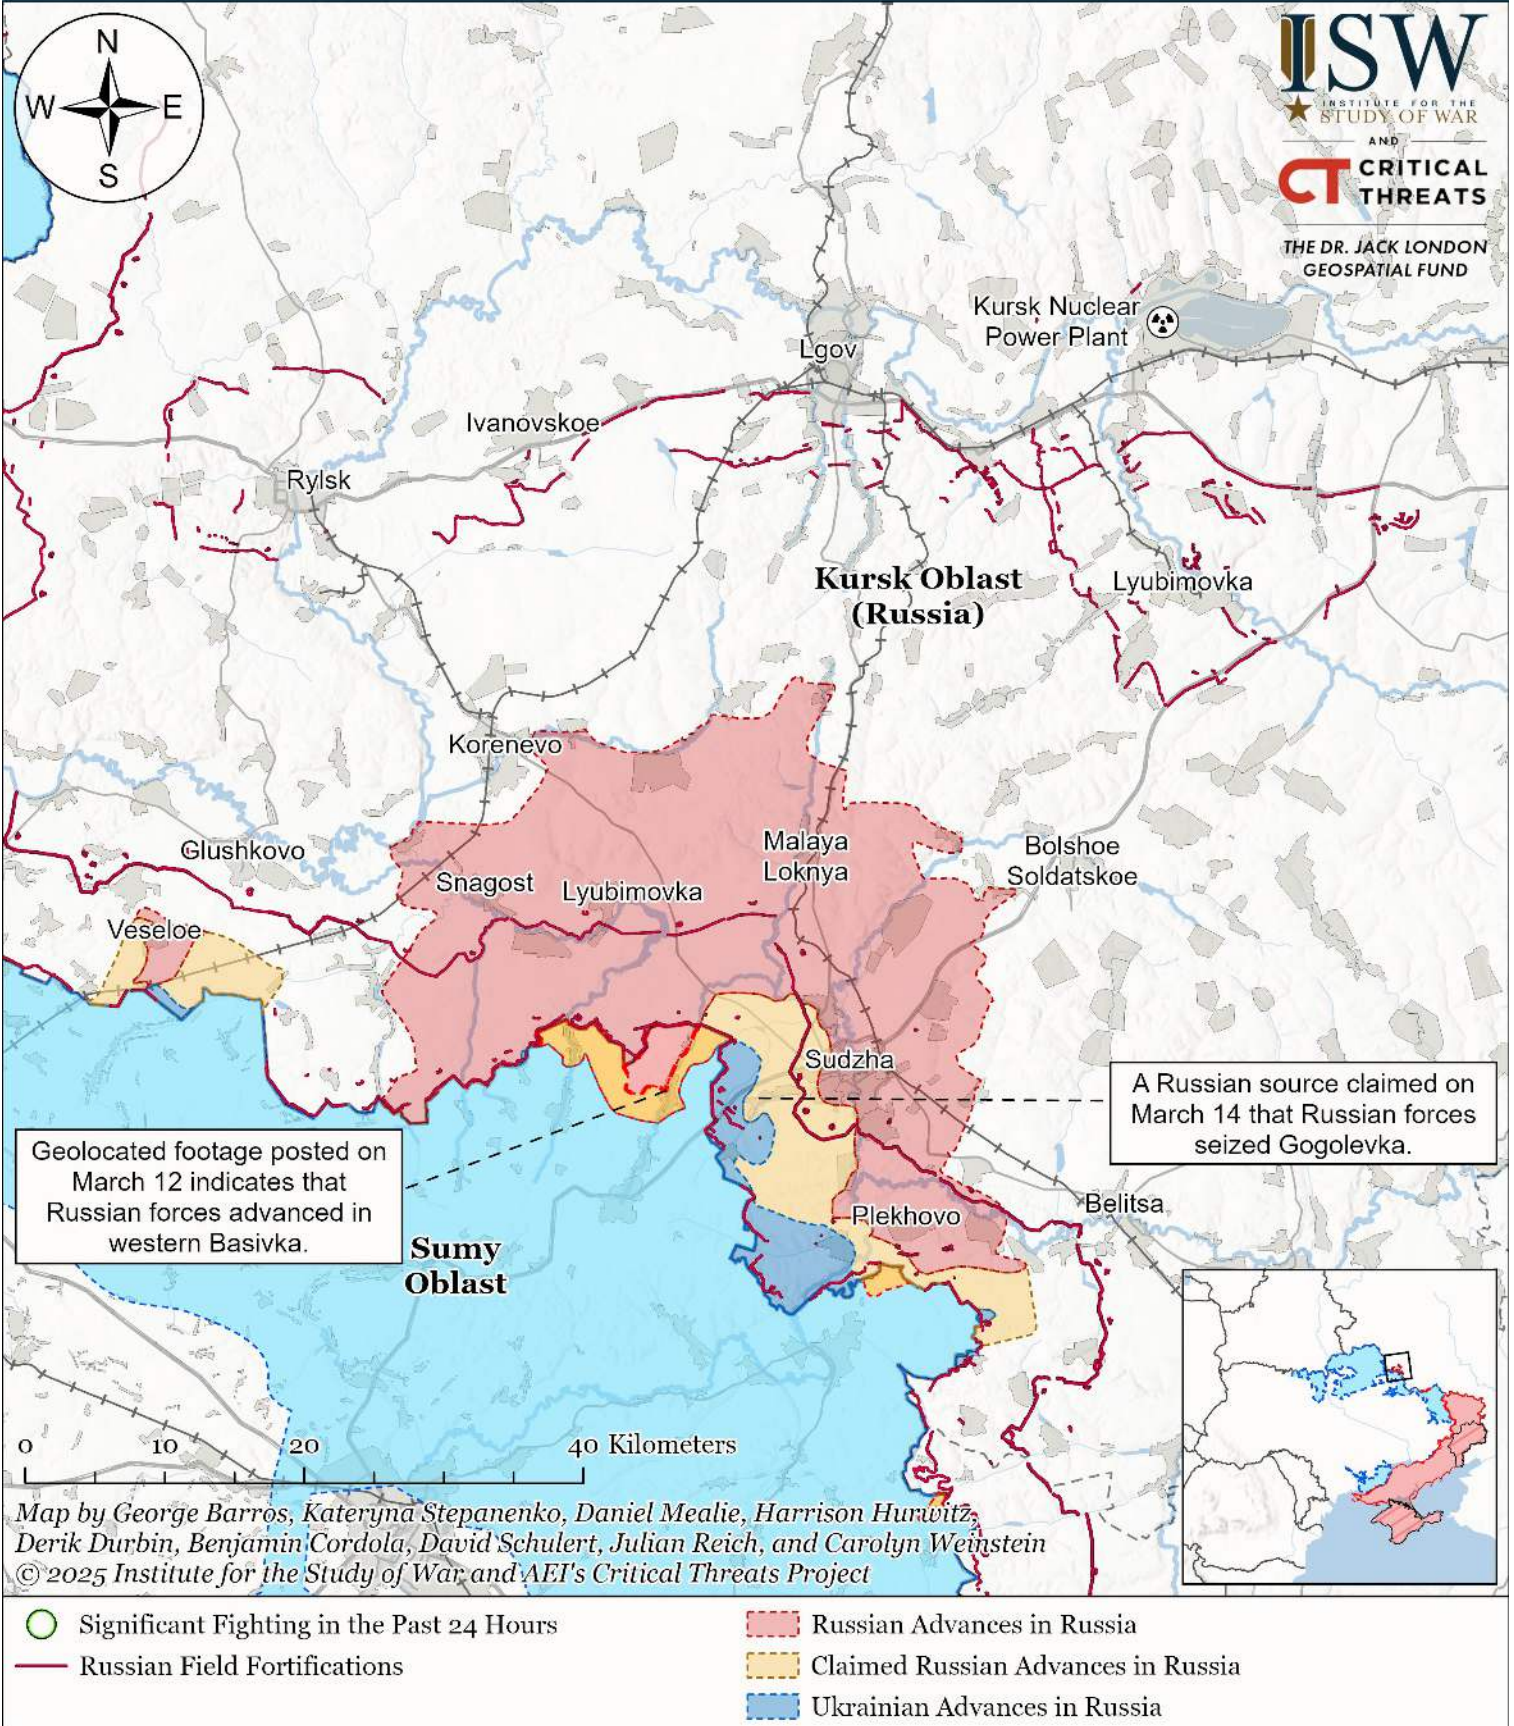 N
W
E
S
ISW
INSTITUTE FOR THE
STUDY OF WAR
AND
CT CRITICAL
THREATS
THE DR. JACK LONDON
GEOSPATIAL FUND
Kursk Nuclear
Power Plant
Lgov
Ivanovskoe
Rylsk
Kursk Oblast
(Russia)
Lyubimovka
Korenevo
Glushkovo
Malaya
Loknya
Bolshoe
Soldatskoe
Snagost
Lyubimovka
Veseloe
Sudzha
A Russian source claimed on
March 14 that Russian forces
seized Gogolevka.
Geolocated footage posted on
March 12 indicates that
Russian forces advanced in
western Basivka.
Belitsa
Plekhovo
Sumy
Oblast
0 10 20 40 Kilometers
Map by George Barros, Kateryna Stepanenko, Daniel Mealie, Harrison Hurwitz,
Derik Durbin, Benjamin Cordola, David Schulert, Julian Reich, and Carolyn Weinstein
© 2025 Institute for the Study of War and AEI's Critical Threats Project
Significant Fighting in the Past 24 Hours
Russian Field Fortifications
Russian Advances in Russia
Claimed Russian Advances in Russia
Ukrainian Advances in Russia